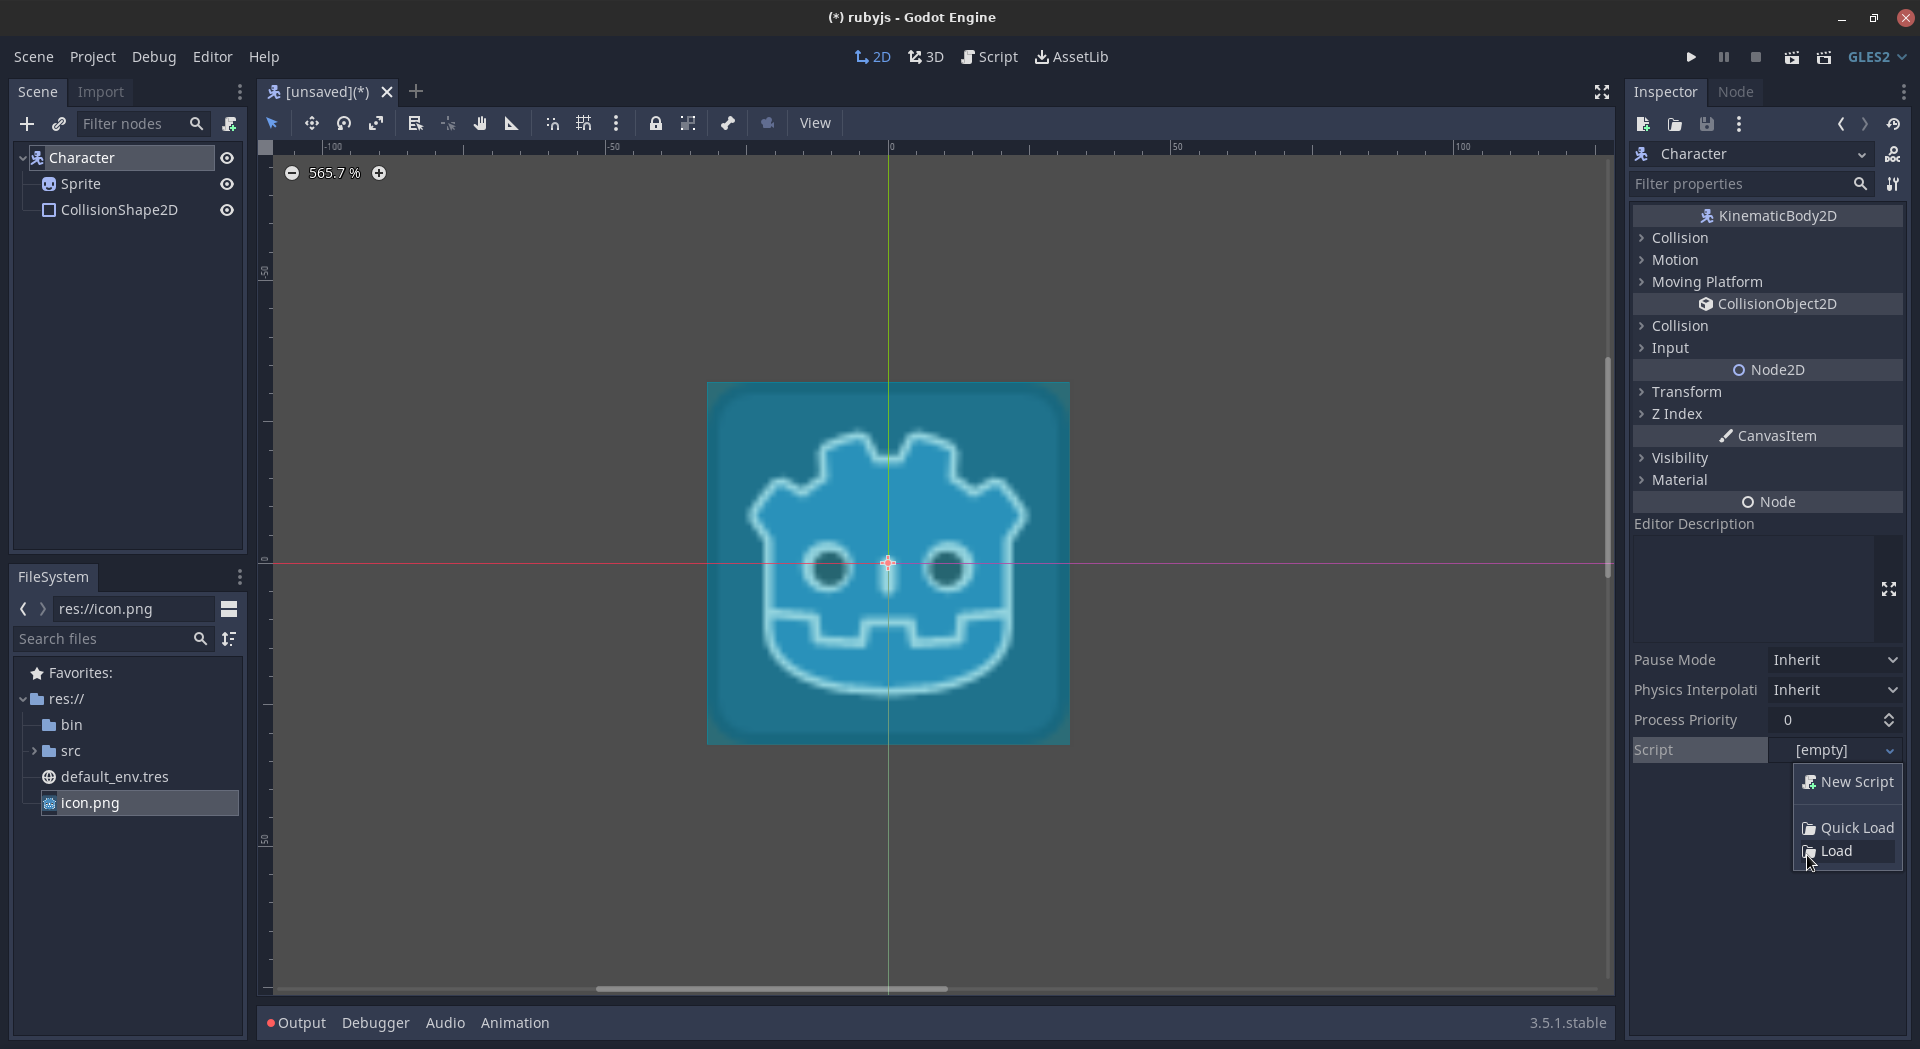 (*) rubyjs - Godot Engine
Scene Project Debug Editor Help
2D 3D Script AssetLib
GLES2
Scene Import
Filter nodes
Character
Sprite
CollisionShape2D
FileSystem
res://icon.png
Search files
Favorites:
res://
bin
src
default_env.tres
icon.png
[unsaved](*)
View
-100 -50 0 50 100
565.7 %
-50
0
50
Output Debugger Audio Animation
3.5.1.stable
Inspector Node
Character
Filter properties
KinematicBody2D
Collision
Motion
Moving Platform
CollisionObject2D
Collision
Input
Node2D
Transform
Z Index
CanvasItem
Visibility
Material
Node
Editor Description
Pause Mode Inherit
Physics Interpolati Inherit
Process Priority 0
Script [empty]
New Script
Quick Load
Load